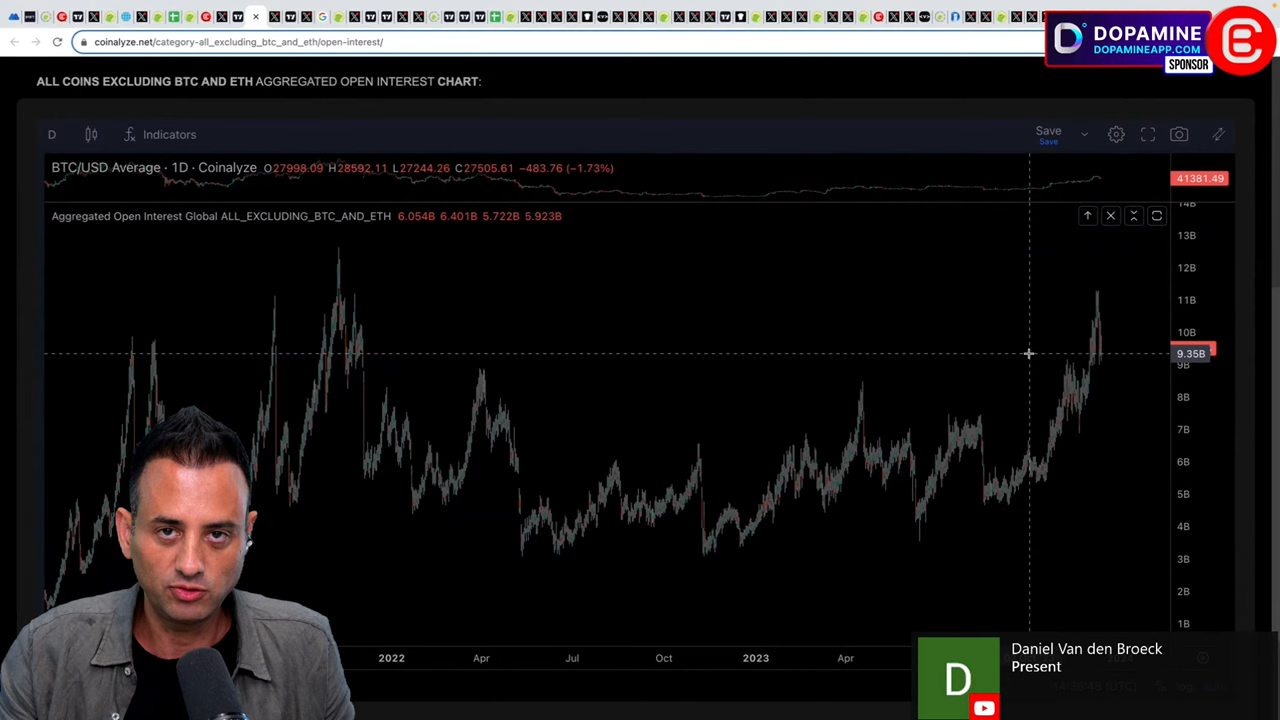 coinalyze.net/category-all_excluding_btc_and_eth/open-interest/
DOPAMINE
DOPAMINEAPP.COM
SPONSOR
ALL COINS EXCLUDING BTC AND ETH AGGREGATED OPEN INTEREST CHART:
D
Indicators
Save
Save
BTC/USD Average · 1D · Coinalyze O27998.09 H28592.11 L27244.26 C27505.61 −483.76 (−1.73%)
41381.49
Aggregated Open Interest Global ALL_EXCLUDING_BTC_AND_ETH 6.054B 6.401B 5.722B 5.923B
14B
13B
12B
11B
10B
9.35B
9B
8B
7B
6B
5B
4B
3B
2B
1B
2022 Apr Jul Oct 2023 Apr
Daniel Van den Broeck
Present
D